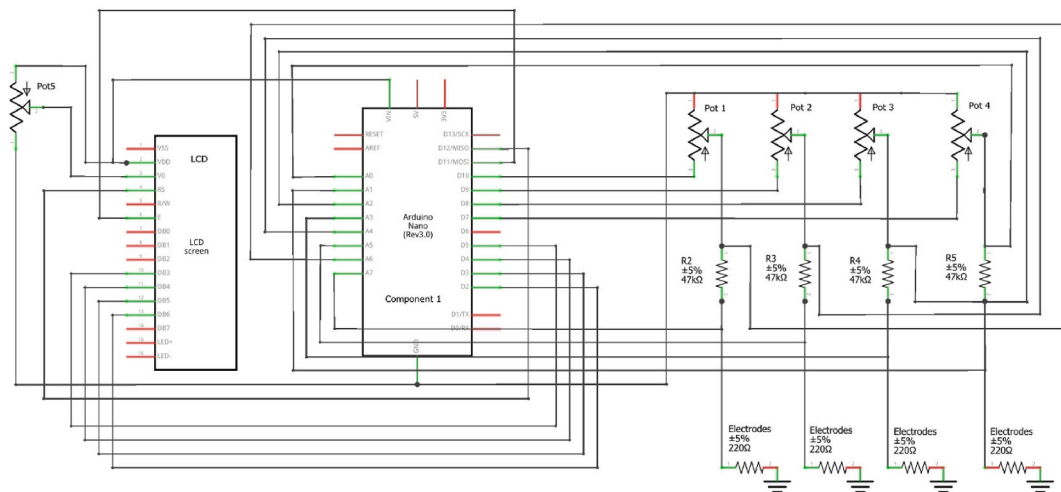 Pot5
LCD
LCD
screen
VSS
VDD
V0
RS
R/W
E
DB0
DB1
DB2
DB3
DB4
DB5
DB6
DB7
LED+
LED-
VIN
5V
3V3
RESET
AREF
A0
A1
A2
A3
A4
A5
A6
A7
D13/SCK
D12/MISO
D11/MOSI
D10
D9
D8
D7
D6
D5
D4
D3
D2
D1/TX
D0/RX
GND
Arduino
Nano
(Rev3.0)
Component 1
Pot 1
Pot 2
Pot 3
Pot 4
R2
±5%
47kΩ
R3
±5%
47kΩ
R4
±5%
47kΩ
R5
±5%
47kΩ
Electrodes
±5%
220Ω
Electrodes
±5%
220Ω
Electrodes
±5%
220Ω
Electrodes
±5%
220Ω